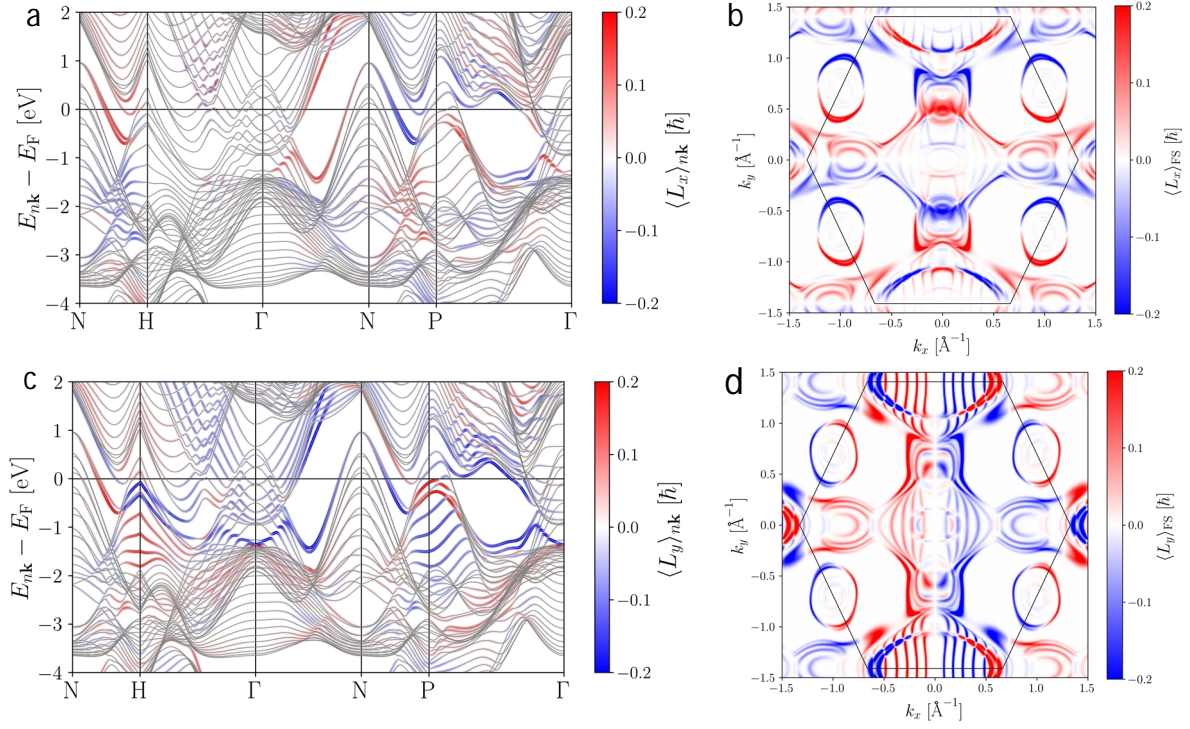 a
2
1
0
−1
−2
−3
−4
E_{nk} − E_F [eV]
N H Γ N P Γ
0.2
0.1
0.0
−0.1
−0.2
⟨L_x⟩_{nk} [ħ]
b
1.5
1.0
0.5
0.0
−0.5
−1.0
−1.5
k_y [Å⁻¹]
−1.5 −1.0 −0.5 0.0 0.5 1.0 1.5
k_x [Å⁻¹]
0.2
0.1
0.0
−0.1
−0.2
⟨L_x⟩_{FS} [ħ]
c
2
1
0
−1
−2
−3
−4
E_{nk} − E_F [eV]
N H Γ N P Γ
0.2
0.1
0.0
−0.1
−0.2
⟨L_y⟩_{nk} [ħ]
d
1.5
1.0
0.5
0.0
−0.5
−1.0
−1.5
k_y [Å⁻¹]
−1.5 −1.0 −0.5 0.0 0.5 1.0 1.5
k_x [Å⁻¹]
0.2
0.1
0.0
−0.1
−0.2
⟨L_y⟩_{FS} [ħ]